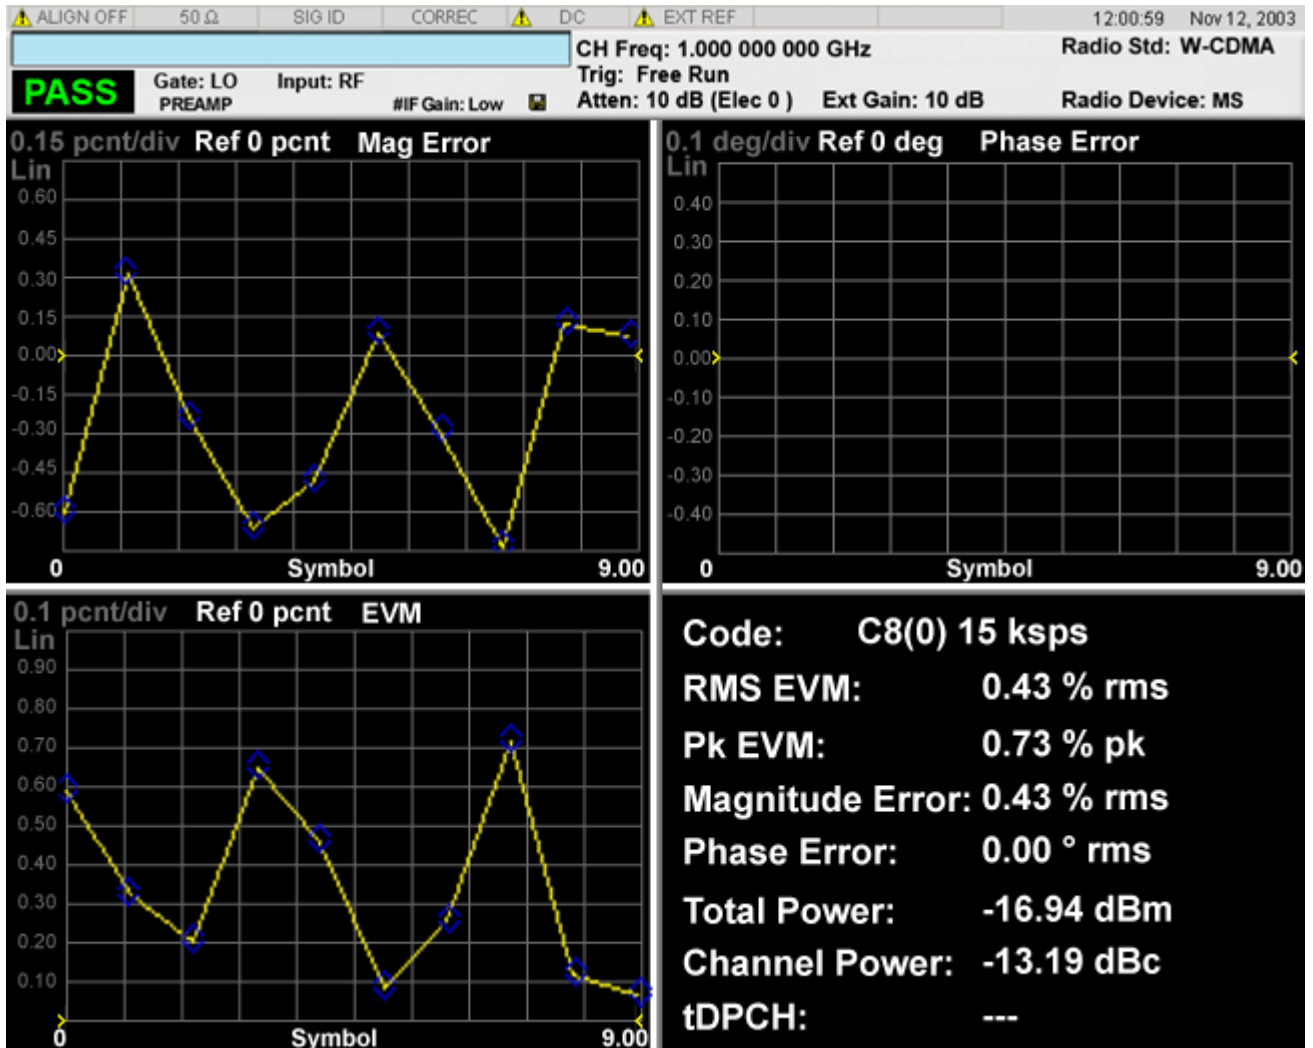 ALIGN OFF 50 Ω SIG ID CORREC DC EXT REF 12:00:59 Nov 12, 2003
CH Freq: 1.000 000 000 GHz Radio Std: W-CDMA
PASS Gate: LO Input: RF Trig: Free Run
PREAMP #IF Gain: Low Atten: 10 dB (Elec 0 ) Ext Gain: 10 dB Radio Device: MS
0.15 pcnt/div Ref 0 pcnt Mag Error
Lin
0.60
0.45
0.30
0.15
0.00
-0.15
-0.30
-0.45
-0.60
0 Symbol 9.00
0.1 deg/div Ref 0 deg Phase Error
Lin
0.40
0.30
0.20
0.10
0.00
-0.10
-0.20
-0.30
-0.40
0 Symbol 9.00
0.1 pcnt/div Ref 0 pcnt EVM
Lin
0.90
0.80
0.70
0.60
0.50
0.40
0.30
0.20
0.10
0 Symbol 9.00
Code: C8(0) 15 ksps
RMS EVM: 0.43 % rms
Pk EVM: 0.73 % pk
Magnitude Error: 0.43 % rms
Phase Error: 0.00 ° rms
Total Power: -16.94 dBm
Channel Power: -13.19 dBc
tDPCH: ---